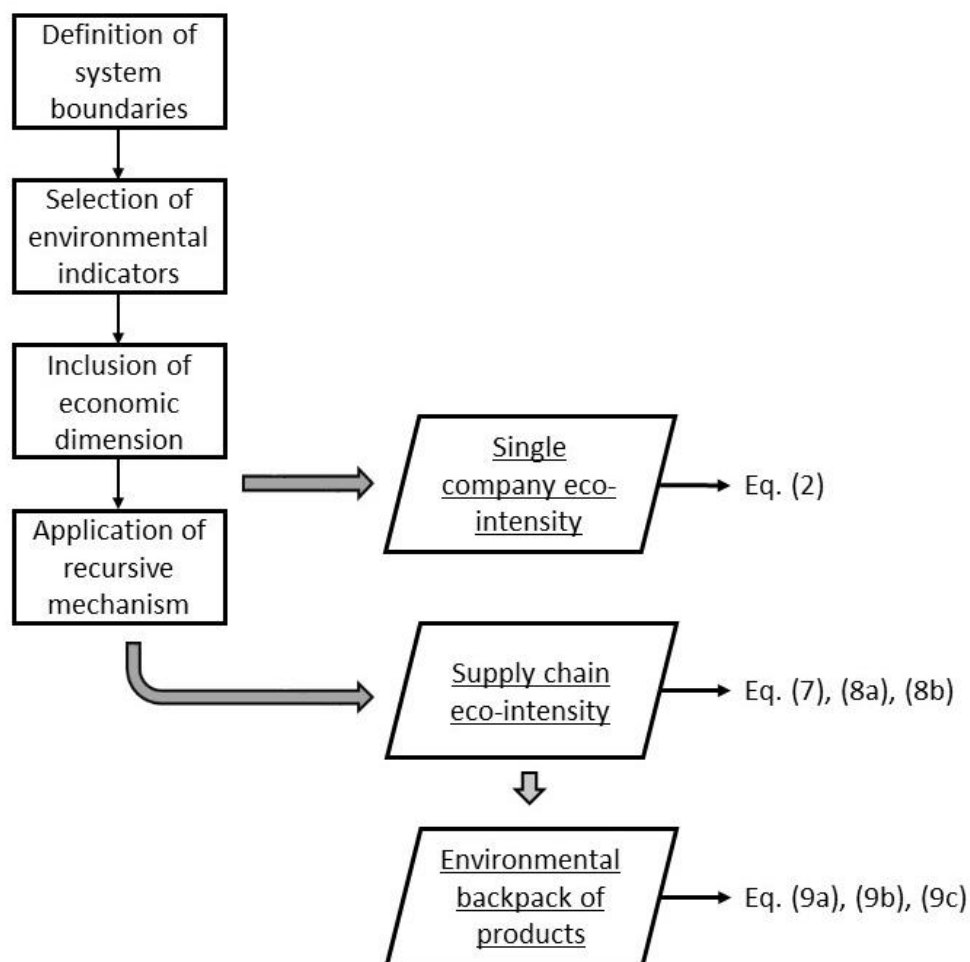 Definition of
system
boundaries
Selection of
environmental
indicators
Inclusion of
economic
dimension
Application of
recursive
mechanism
Single
company eco-
intensity
Eq. (2)
Supply chain
eco-intensity
Eq. (7), (8a), (8b)
Environmental
backpack of
products
Eq. (9a), (9b), (9c)